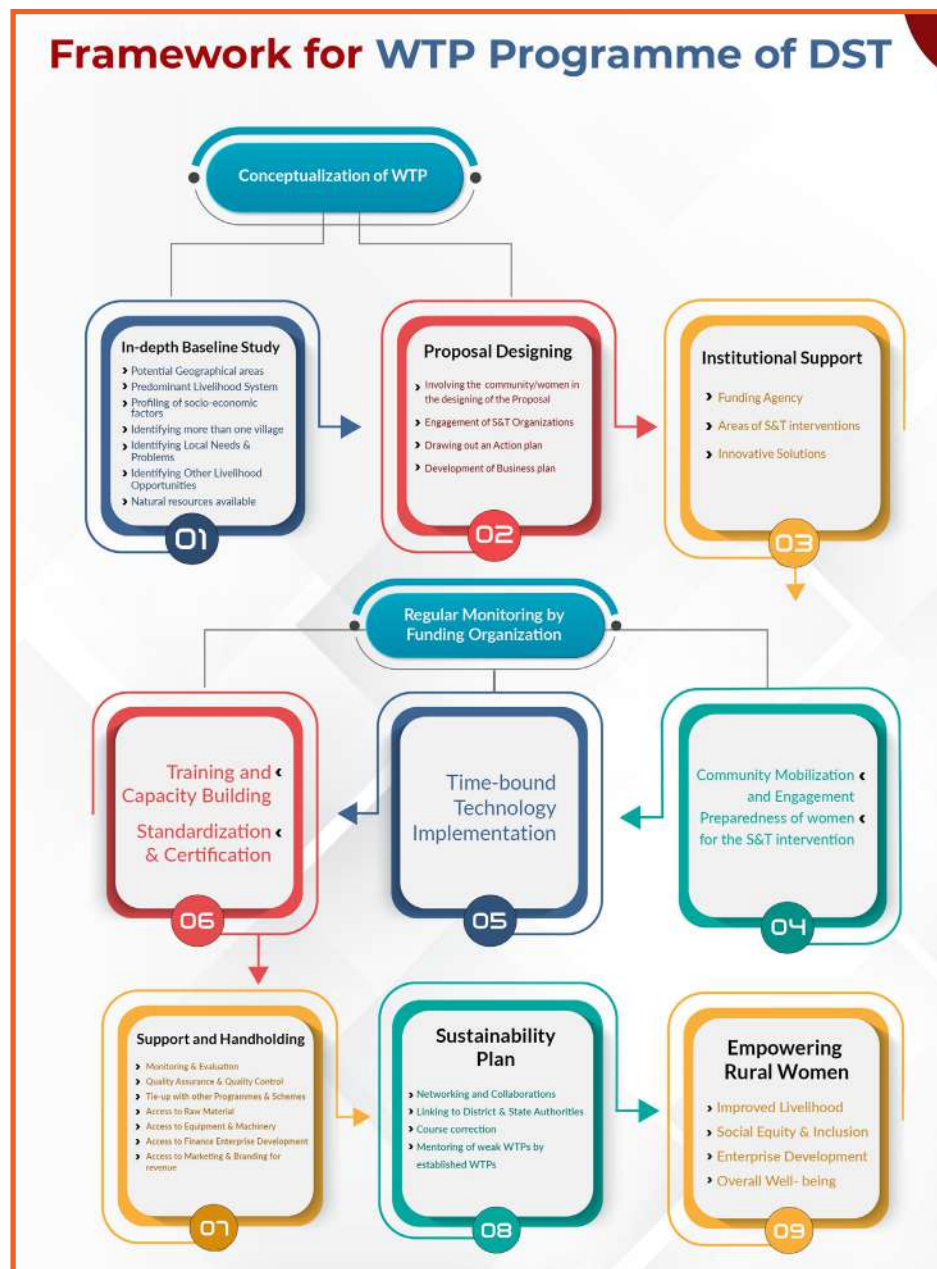 Framework for WTP Programme of DST
Conceptualization of WTP
In-depth Baseline Study
› Potential Geographical areas
› Predominant Livelihood System
› Profiling of socio-economic
factors
› Identifying more than one village
› Identifying Local Needs &
Problems
› Identifying Other Livelihood
Opportunities
› Natural resources available
01
Proposal Designing
› Involving the community/women in
the designing of the Proposal
› Engagement of S&T Organizations
› Drawing out an Action plan
› Development of Business plan
02
Institutional Support
› Funding Agency
› Areas of S&T interventions
› Innovative Solutions
03
Regular Monitoring by
Funding Organization
Community Mobilization ‹
and Engagement
Preparedness of women ‹
for the S&T intervention
04
Time-bound
Technology
Implementation
05
Training and ‹
Capacity Building
Standardization ‹
& Certification
06
Support and Handholding
› Monitoring & Evaluation
› Quality Assurance & Quality Control
› Tie-up with other Programmes & Schemes
› Access to Raw Material
› Access to Equipment & Machinery
› Access to Finance Enterprise Development
› Access to Marketing & Branding for
revenue
07
Sustainability
Plan
› Networking and Collaborations
› Linking to District & State Authorities
› Course correction
› Mentoring of weak WTPs by
established WTPs
08
Empowering
Rural Women
› Improved Livelihood
› Social Equity & Inclusion
› Enterprise Development
› Overall Well- being
09